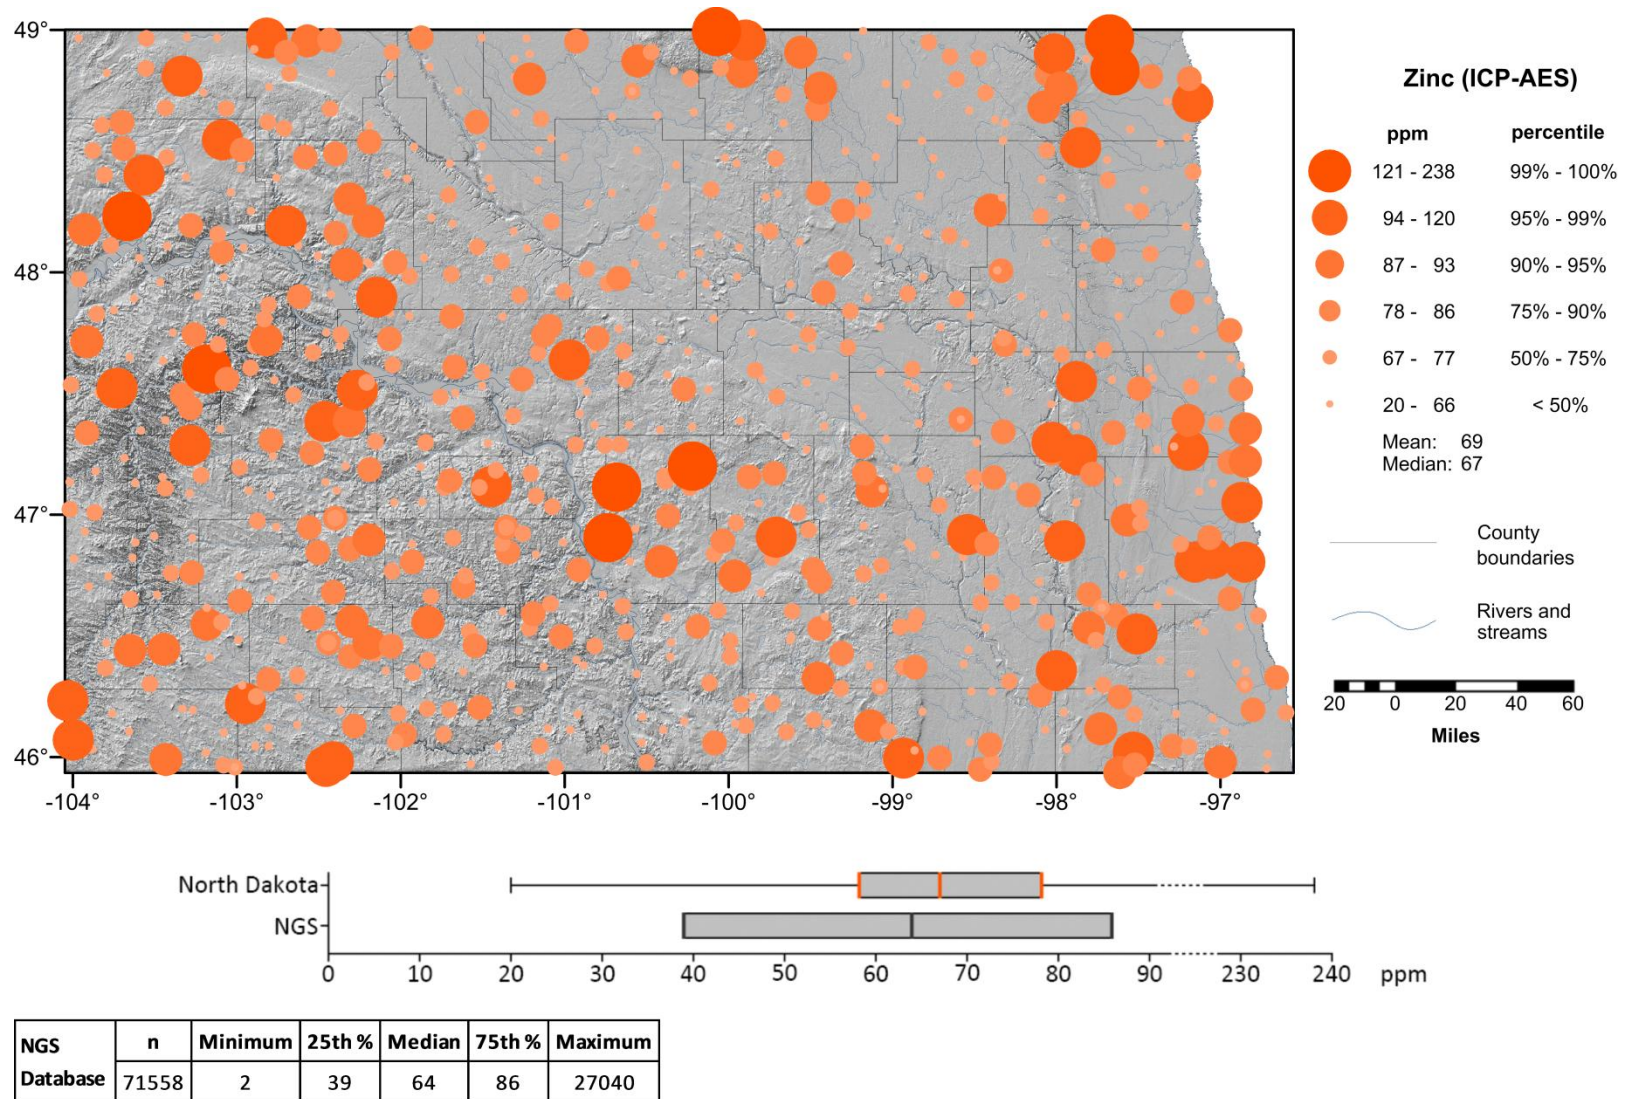 49°
48°
47°
46°
-104°
-103°
-102°
-101°
-100°
-99°
-98°
-97°
Zinc (ICP-AES)
ppm percentile
121 - 238 99% - 100%
94 - 120 95% - 99%
87 - 93 90% - 95%
78 - 86 75% - 90%
67 - 77 50% - 75%
20 - 66 < 50%
Mean: 69
Median: 67
County
boundaries
Rivers and
streams
20 0 20 40 60
Miles
North Dakota
NGS
0 10 20 30 40 50 60 70 80 90 230 240 ppm
NGS
Database
n Minimum 25th % Median 75th % Maximum
71558 2 39 64 86 27040